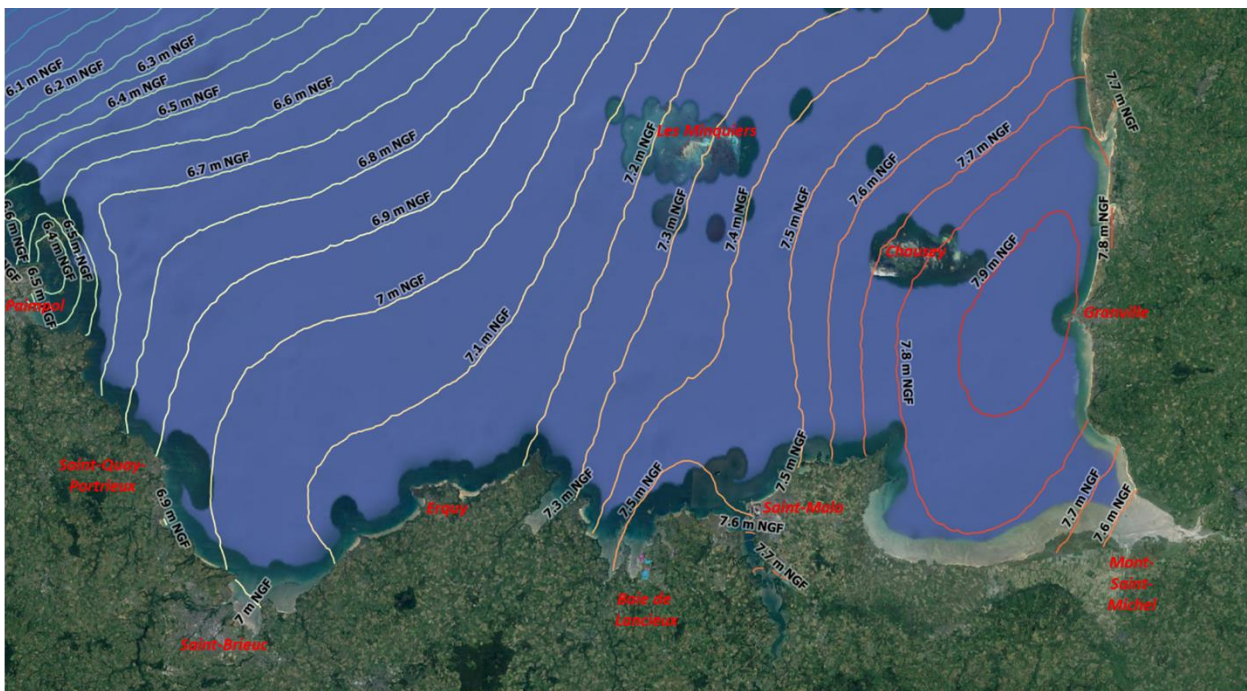 6.1 m NGF
6.2 m NGF
6.3 m NGF
6.4 m NGF
6.5 m NGF
6.6 m NGF
6.7 m NGF
6.8 m NGF
6.9 m NGF
7 m NGF
7.1 m NGF
7.2 m NGF
Les Minquiers
7.3 m NGF
7.4 m NGF
7.5 m NGF
7.6 m NGF
7.7 m NGF
7.7 m NGF
7.8 m NGF
Chausey
7.9 m NGF
Granville
7.8 m NGF
6.6 m NGF
6.4 m NGF
6.5 m NGF
6.5 m NGF
NGF
Paimpol
Saint-Quay-
Portrieux
6.9 m NGF
7 m NGF
Saint-Brieuc
Erquy
7.3 m NGF
7.5 m NGF
7.5 m NGF
Saint-Malo
7.6 m NGF
7.7 m NGF
Baie de
Lancieux
7.7 m NGF
7.6 m NGF
Mont-
Saint-
Michel